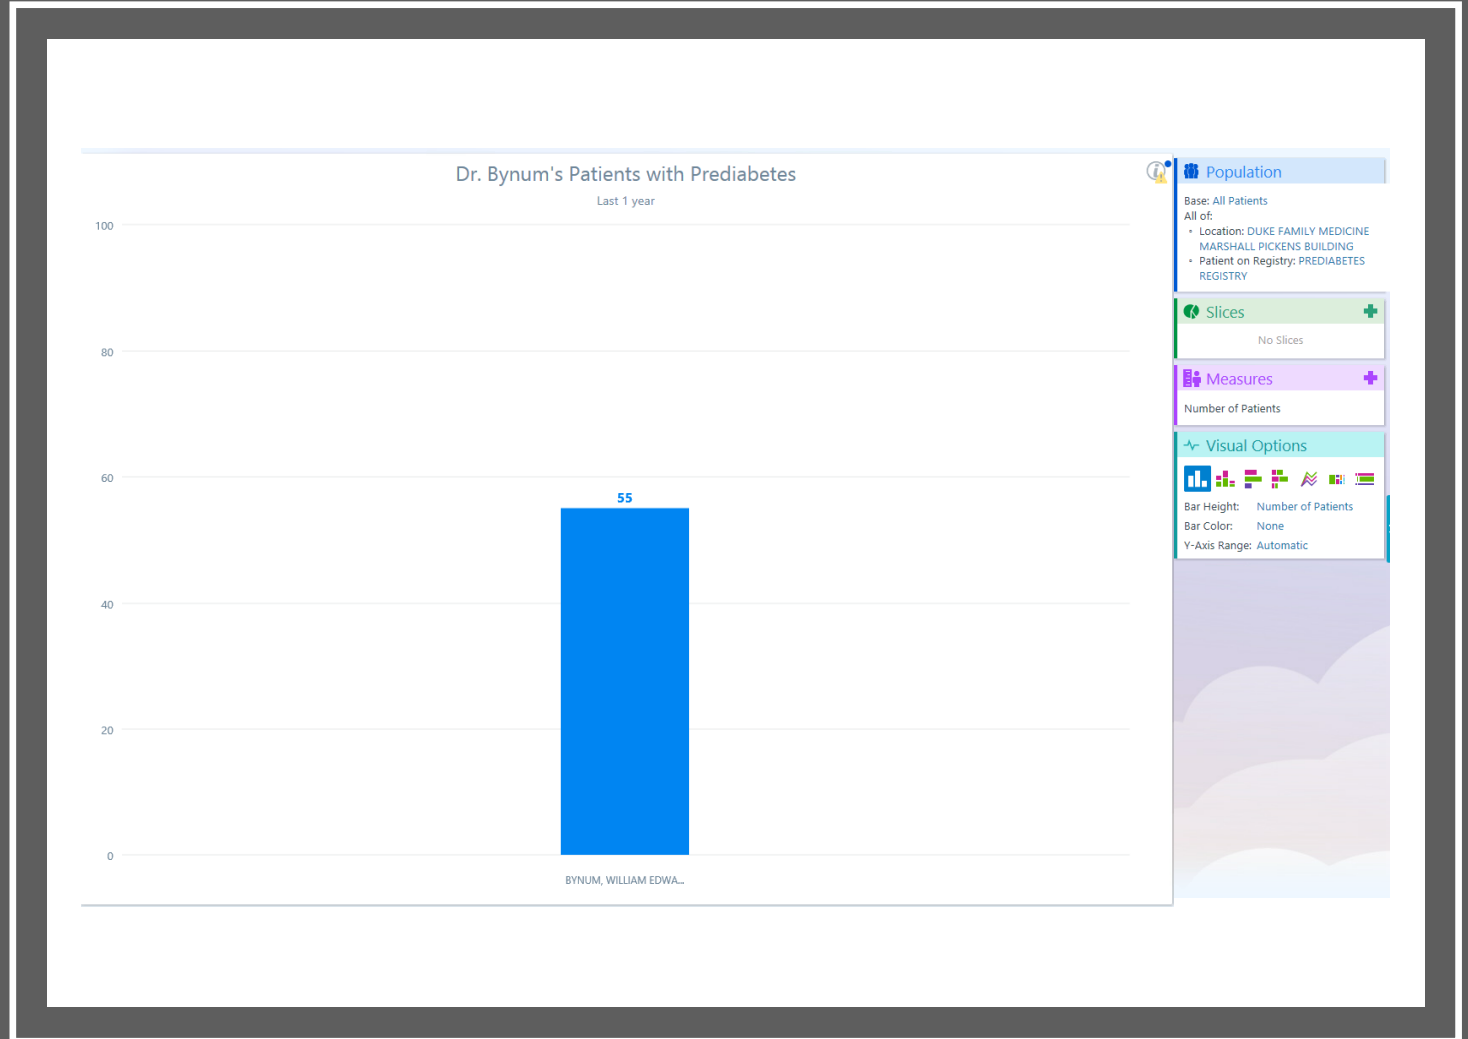 Dr. Bynum's Patients with Prediabetes
Last 1 year
100
80
60
40
20
0
55
BYNUM, WILLIAM EDWA...
Population
Base: All Patients
All of:
Location: DUKE FAMILY MEDICINE
MARSHALL PICKENS BUILDING
Patient on Registry: PREDIABETES
REGISTRY
Slices
No Slices
Measures
Number of Patients
Visual Options
Bar Height: Number of Patients
Bar Color: None
Y-Axis Range: Automatic